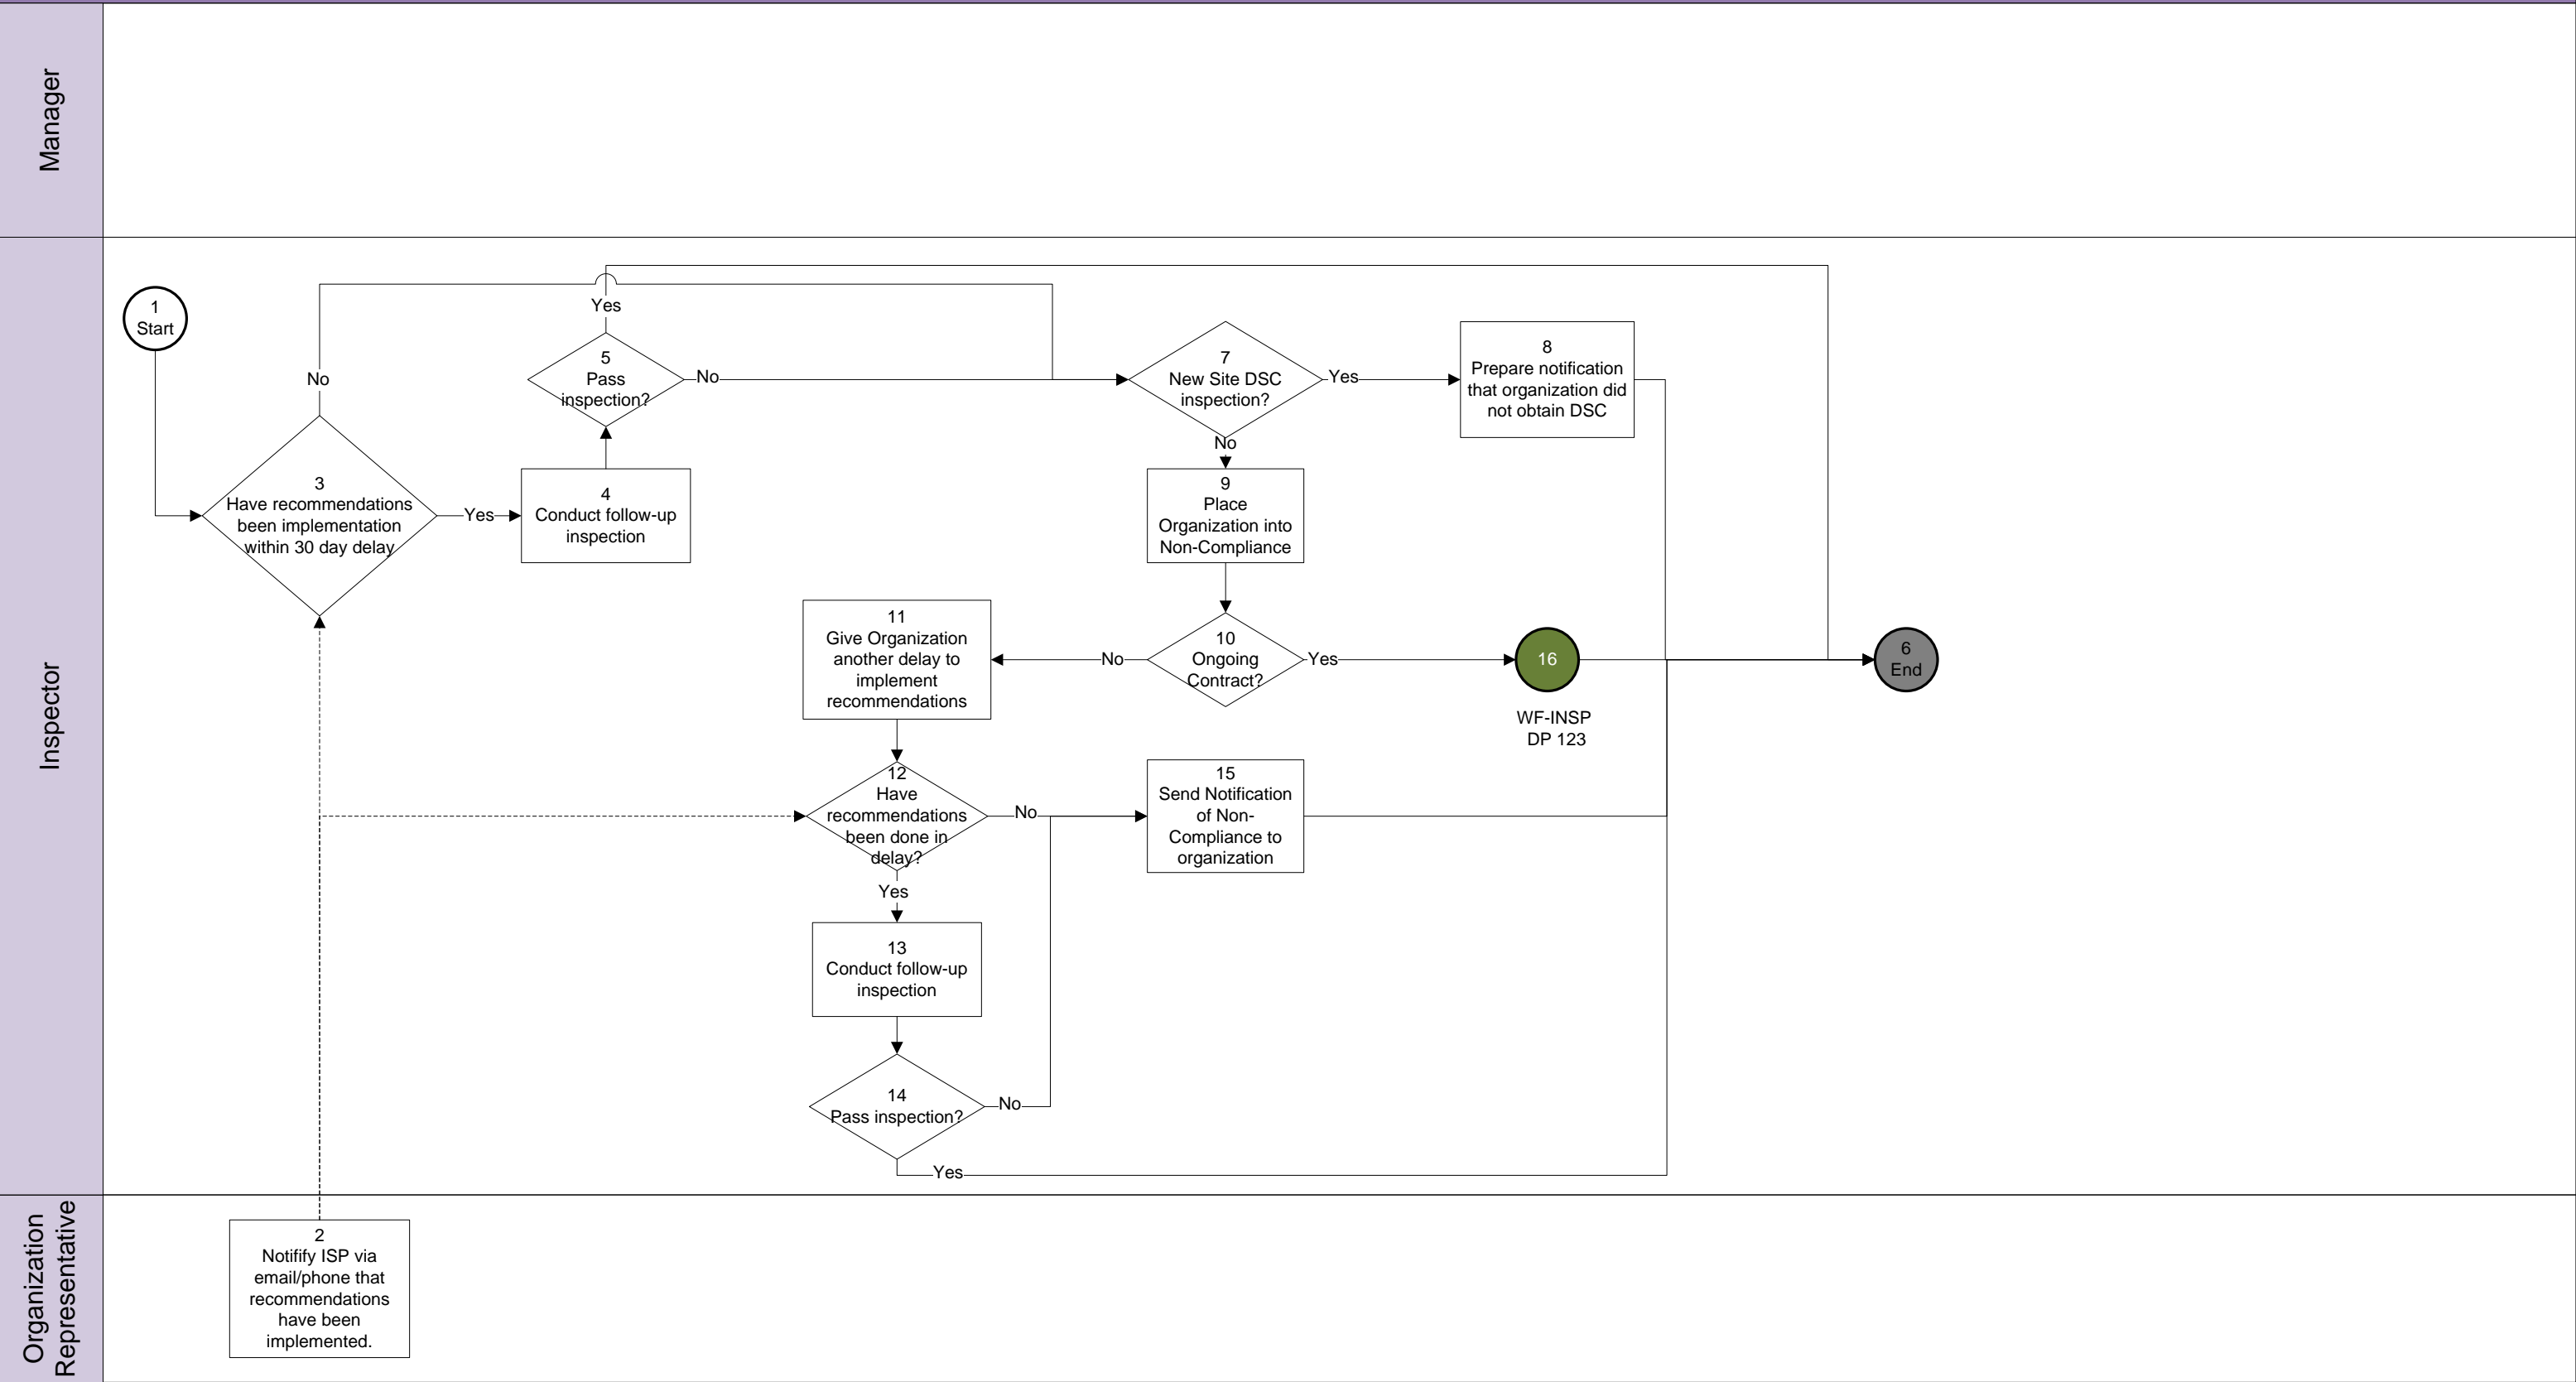 Manager
Inspector
Organization
Representative
1
Start
No
3
Have recommendations
been implementation
within 30 day delay
Yes
4
Conduct follow-up
inspection
Yes
5
Pass
inspection?
No
7
New Site DSC
inspection?
Yes
8
Prepare notification
that organization did
not obtain DSC
No
9
Place
Organization into
Non-Compliance
10
Ongoing
Contract?
No
Yes
16
WF-INSP
DP 123
6
End
11
Give Organization
another delay to
implement
recommendations
12
Have
recommendations
been done in
delay?
No
15
Send Notification
of Non-
Compliance to
organization
Yes
13
Conduct follow-up
inspection
14
Pass inspection?
No
Yes
2
Notifify ISP via
email/phone that
recommendations
have been
implemented.